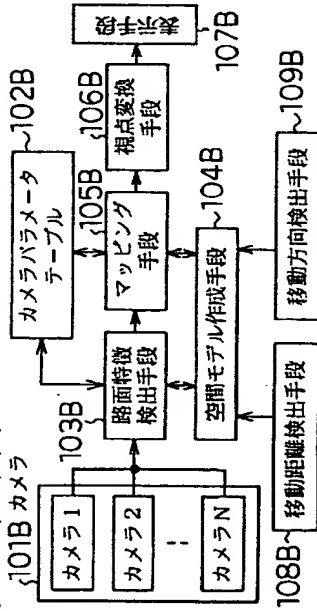 101B カメラ
カメラ1
カメラ2
カメラN
102B
カメラパラメータ
テーブル
103B
路面特徴
検出手段
105B
マッピング
手段
106B
視点変換
手段
表示手段
107B
空間モデル作成手段
104B
108B
移動距離検出手段
移動方向検出手段
109B